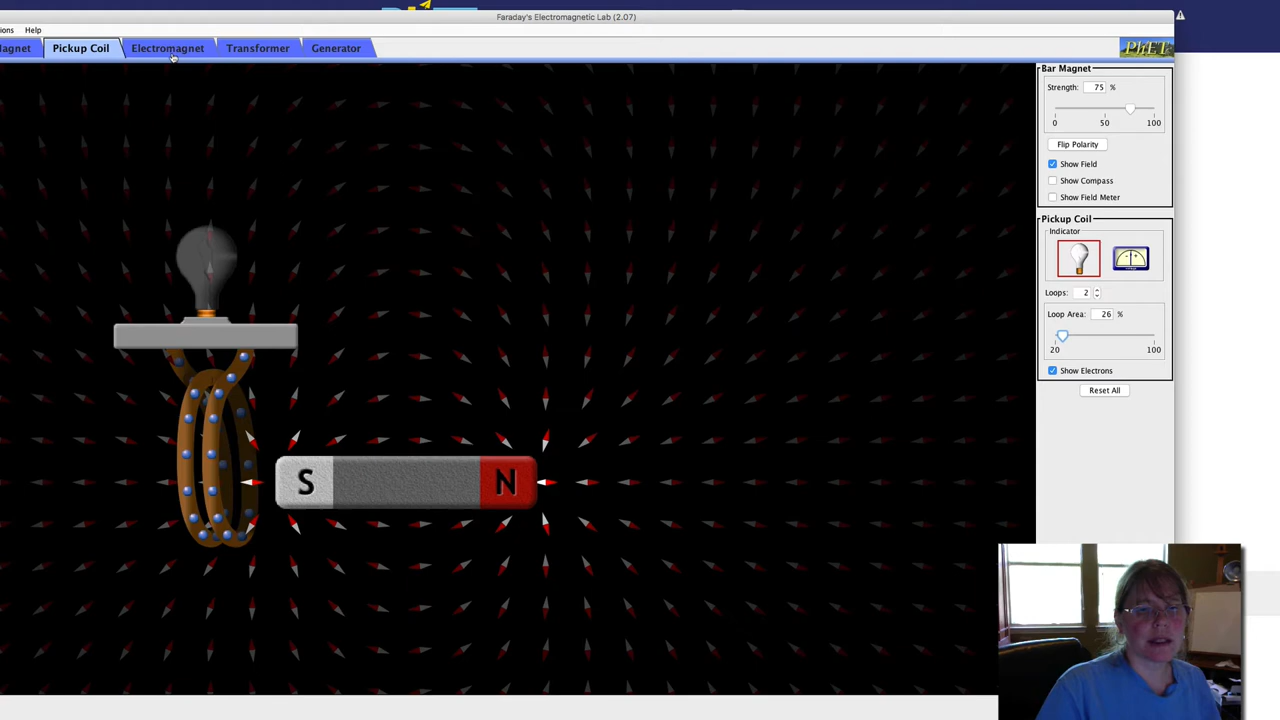 Faraday's Electromagnetic Lab (2.07)
ions Help
Magnet Pickup Coil Electromagnet Transformer Generator
PhET
Bar Magnet
Strength: 75 %
0 50 100
Flip Polarity
Show Field
Show Compass
Show Field Meter
Pickup Coil
Indicator
Loops: 2
Loop Area: 26 %
20 100
Show Electrons
Reset All
S N